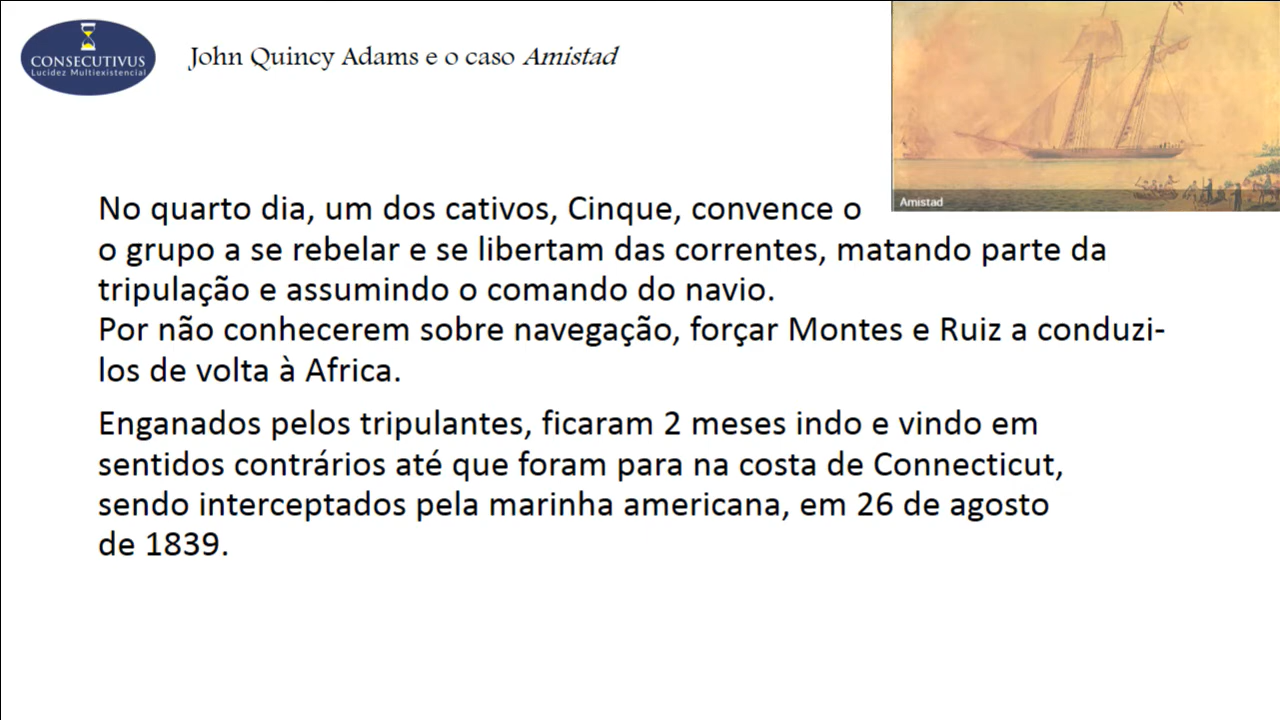 CONSECUTIVUS
Lucidez Multiexistencial
John Quincy Adams e o caso Amistad
Amistad
No quarto dia, um dos cativos, Cinque, convence o
o grupo a se rebelar e se libertam das correntes, matando parte da
tripulação e assumindo o comando do navio.
Por não conhecerem sobre navegação, forçar Montes e Ruiz a conduzi-
los de volta à Africa.
Enganados pelos tripulantes, ficaram 2 meses indo e vindo em
sentidos contrários até que foram para na costa de Connecticut,
sendo interceptados pela marinha americana, em 26 de agosto
de 1839.